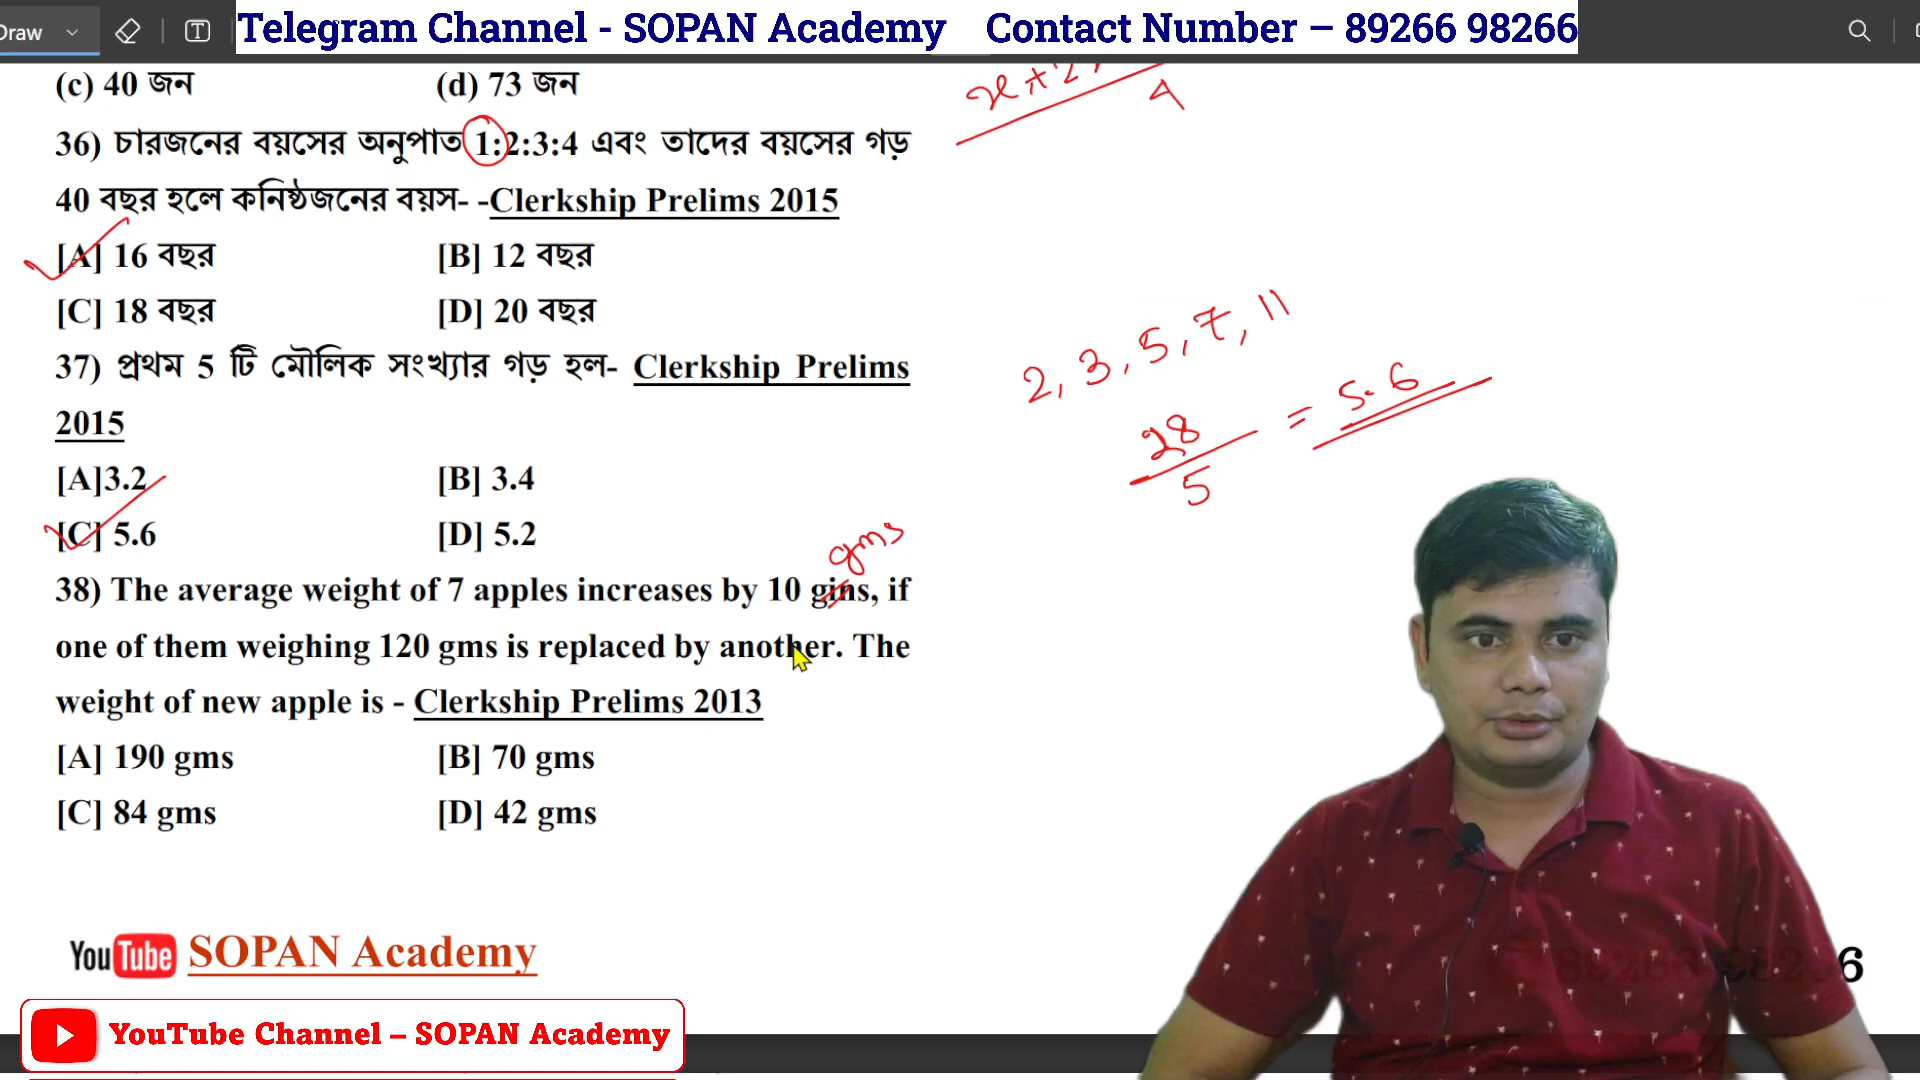 Draw
T
Telegram Channel - SOPAN Academy Contact Number – 89266 98266
(c) 40 জন (d) 73 জন
36) চারজনের বয়সের অনুপাত 1:2:3:4 এবং তাদের বয়সের গড়
40 বছর হলে কনিষ্ঠজনের বয়স- -Clerkship Prelims 2015
[A] 16 বছর [B] 12 বছর
[C] 18 বছর [D] 20 বছর
37) প্রথম 5 টি মৌলিক সংখ্যার গড় হল- Clerkship Prelims
2015
[A]3.2 [B] 3.4
[C] 5.6 [D] 5.2
gms
38) The average weight of 7 apples increases by 10 gins, if
one of them weighing 120 gms is replaced by another. The
weight of new apple is - Clerkship Prelims 2013
[A] 190 gms [B] 70 gms
[C] 84 gms [D] 42 gms
4
2, 3, 5, 7, 11
28
5
= 5.6
YouTube SOPAN Academy
YouTube Channel – SOPAN Academy